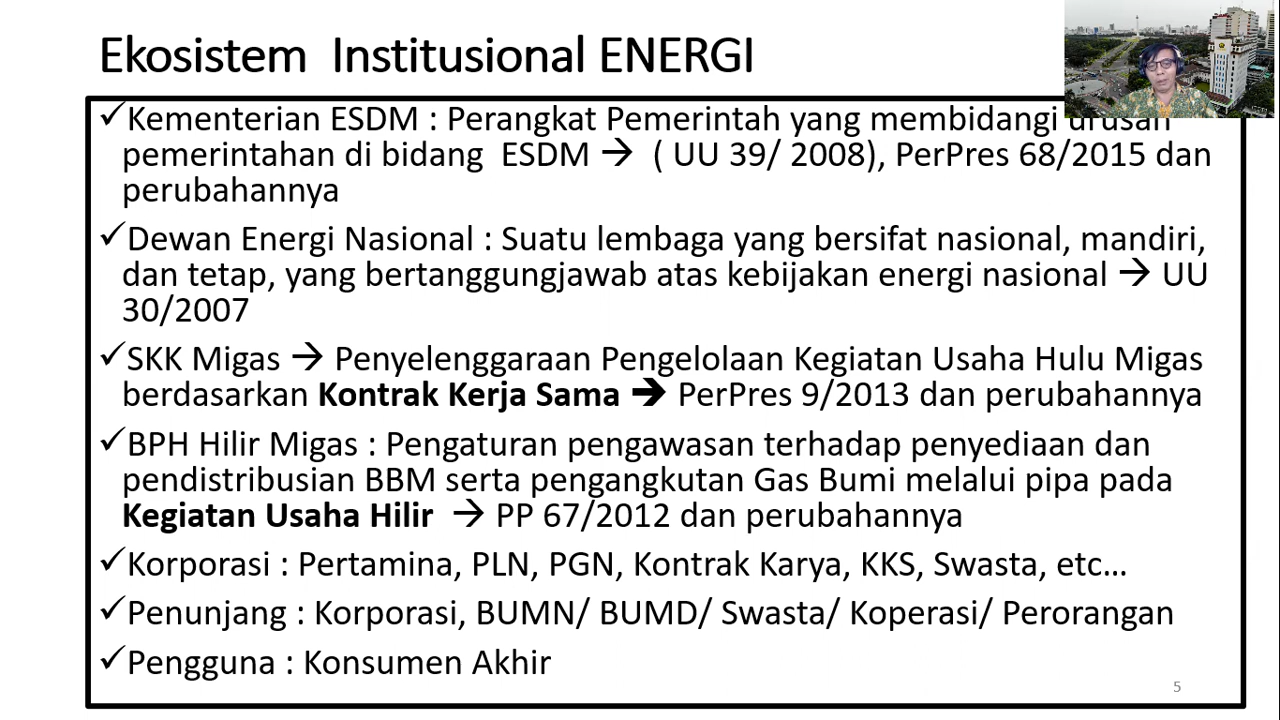 Ekosistem Institusional ENERGI
✓Kementerian ESDM : Perangkat Pemerintah yang membidangi urusan
pemerintahan di bidang ESDM → ( UU 39/ 2008), PerPres 68/2015 dan
perubahannya
✓Dewan Energi Nasional : Suatu lembaga yang bersifat nasional, mandiri,
dan tetap, yang bertanggungjawab atas kebijakan energi nasional → UU
30/2007
✓SKK Migas → Penyelenggaraan Pengelolaan Kegiatan Usaha Hulu Migas
berdasarkan Kontrak Kerja Sama → PerPres 9/2013 dan perubahannya
✓BPH Hilir Migas : Pengaturan pengawasan terhadap penyediaan dan
pendistribusian BBM serta pengangkutan Gas Bumi melalui pipa pada
Kegiatan Usaha Hilir → PP 67/2012 dan perubahannya
✓Korporasi : Pertamina, PLN, PGN, Kontrak Karya, KKS, Swasta, etc…
✓Penunjang : Korporasi, BUMN/ BUMD/ Swasta/ Koperasi/ Perorangan
✓Pengguna : Konsumen Akhir
5